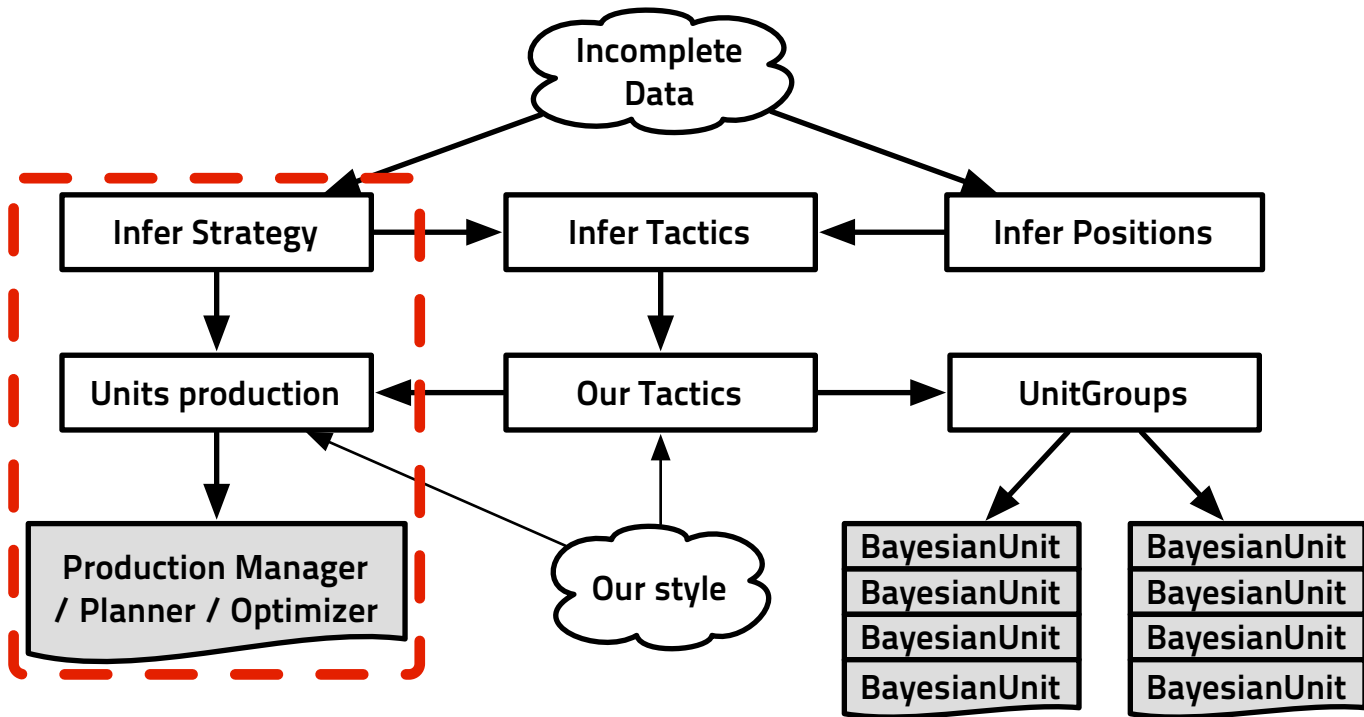 Incomplete
Data
Infer Strategy
Infer Tactics
Infer Positions
Units production
Our Tactics
UnitGroups
Production Manager
/ Planner / Optimizer
Our style
BayesianUnit
BayesianUnit
BayesianUnit
BayesianUnit
BayesianUnit
BayesianUnit
BayesianUnit
BayesianUnit